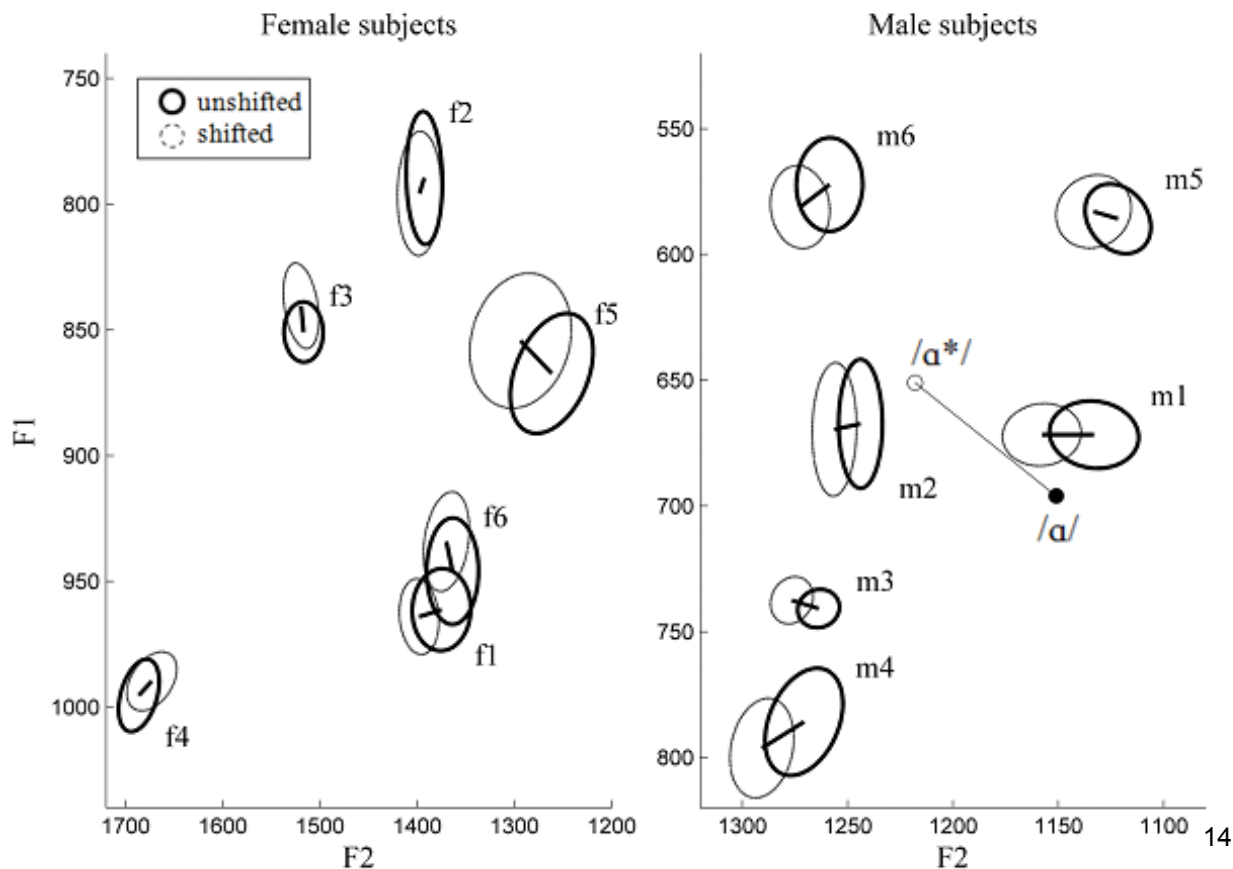 Female subjects
750
800
850
900
950
1000
F1
1700
1600
1500
1400
1300
1200
F2
unshifted
shifted
f2
f3
f5
f6
f1
f4
Male subjects
550
600
650
700
750
800
1300
1250
1200
1150
1100
F2
m6
m5
/ɑ*/
m1
m2
/ɑ/
m3
m4
14